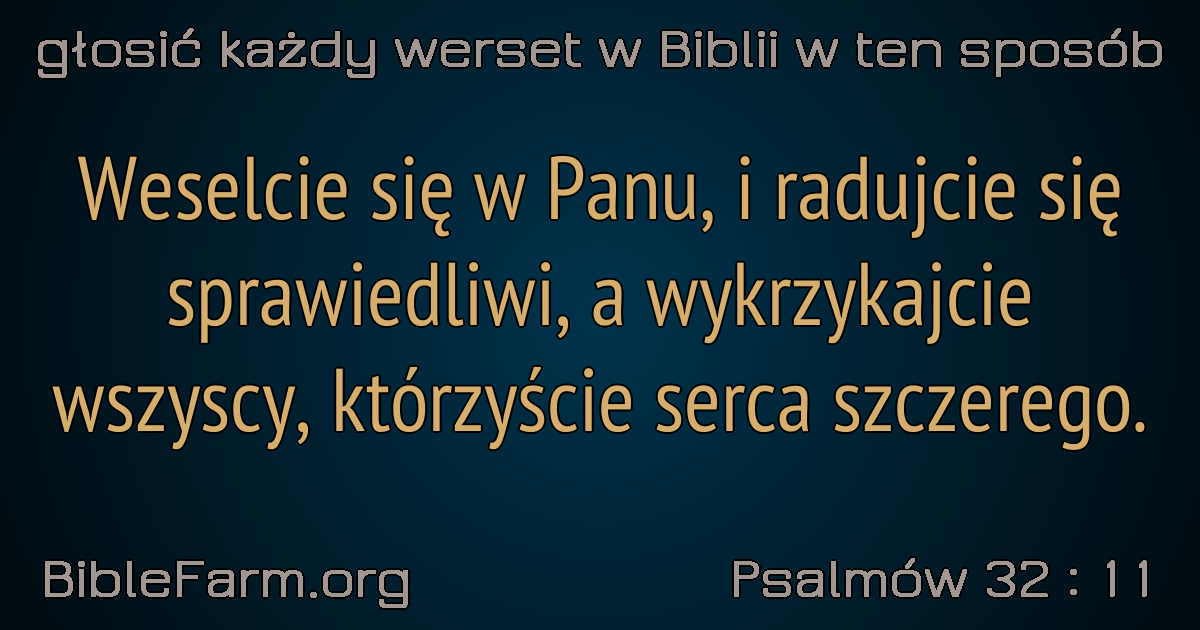 głosić każdy werset w Biblii w ten sposób
Weselcie się w Panu, i radujcie się
sprawiedliwi, a wykrzykajcie
wszyscy, którzyście serca szczerego.
BibleFarm.org
Psalmów 32 : 11